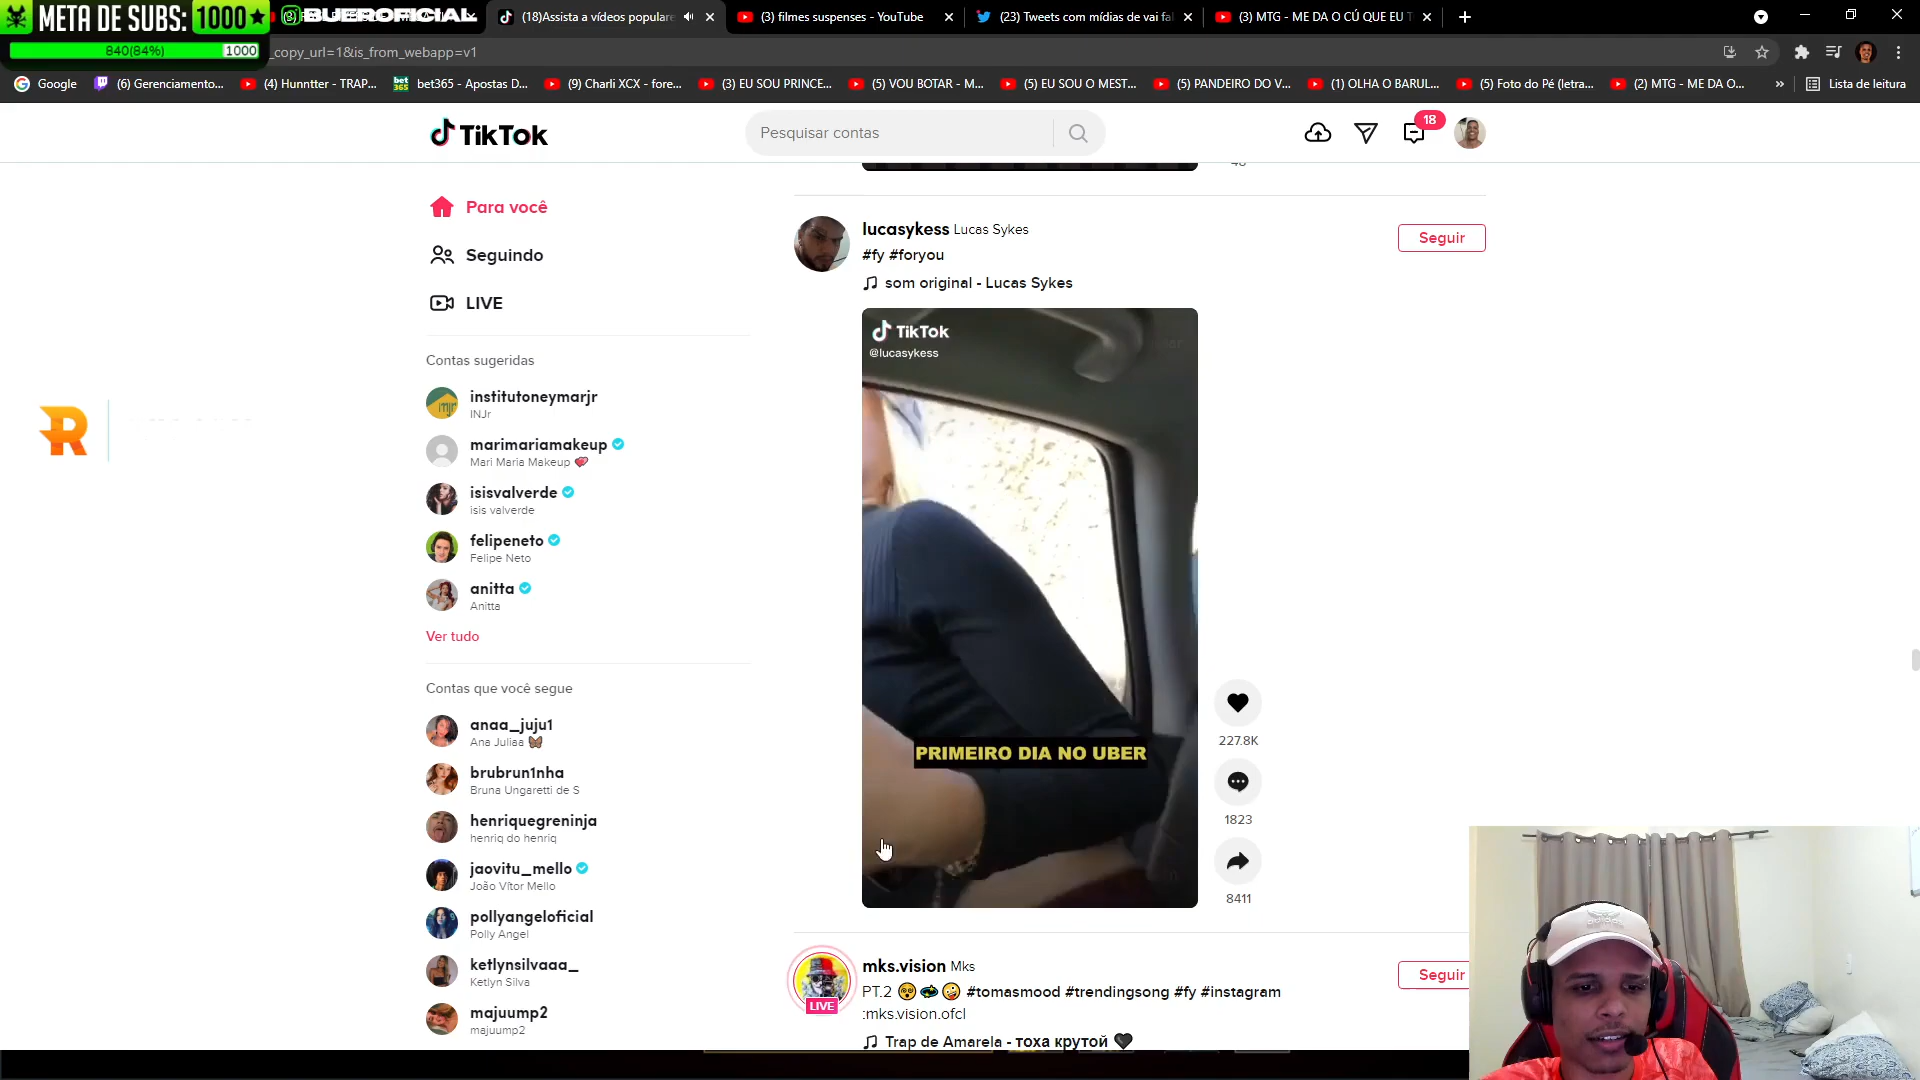 META DE SUBS: 1000★
840(84%) 1000
BUEROFICIAL
(18)Assista a vídeos populare
(3) filmes suspenses - YouTube
(23) Tweets com mídias de vai fal
(3) MTG - ME DA O CÚ QUE EU T
_copy_url=1&is_from_webapp=v1
Google
(6) Gerenciamento...
(4) Hunntter - TRAP...
bet365
bet365 - Apostas D...
(9) Charli XCX - fore...
(3) EU SOU PRINCE...
(5) VOU BOTAR - M...
(5) EU SOU O MEST...
(5) PANDEIRO DO V...
(1) OLHA O BARUL...
(5) Foto do Pé (letra...
(2) MTG - ME DA O...
»
Lista de leitura
TikTok
Pesquisar contas
18
Para você
Seguindo
LIVE
Contas sugeridas
institutoneymarjr
INJr
marimariamakeup
Mari Maria Makeup 💝
isisvalverde
isis valverde
felipeneto
Felipe Neto
anitta
Anitta
Ver tudo
Contas que você segue
anaa_juju1
Ana Juliaa 🦋
brubrun1nha
Bruna Ungaretti de S
henriquegreninja
henriq do henriq
jaovitu_mello
João Vítor Mello
pollyangeloficial
Polly Angel
ketlynsilvaaa_
Ketlyn Silva
majuump2
majuump2
R
lucasykess Lucas Sykes
#fy #foryou
som original - Lucas Sykes
Seguir
TikTok
@lucasykess
PRIMEIRO DIA NO UBER
227.8K
1823
8411
mks.vision Mks
PT.2 #tomasmood #trendingsong #fy #instagram
:mks.vision.ofcl
Trap de Amarela - тоха крутой 🖤
LIVE
Seguir